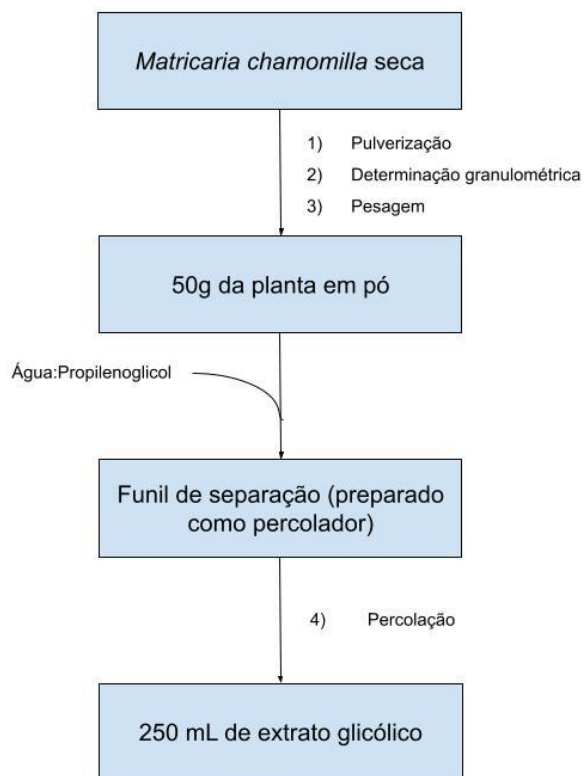 Matricaria chamomilla seca
1) Pulverização
2) Determinação granulométrica
3) Pesagem
50g da planta em pó
Água:Propilenoglicol
Funil de separação (preparado
como percolador)
4) Percolação
250 mL de extrato glicólico